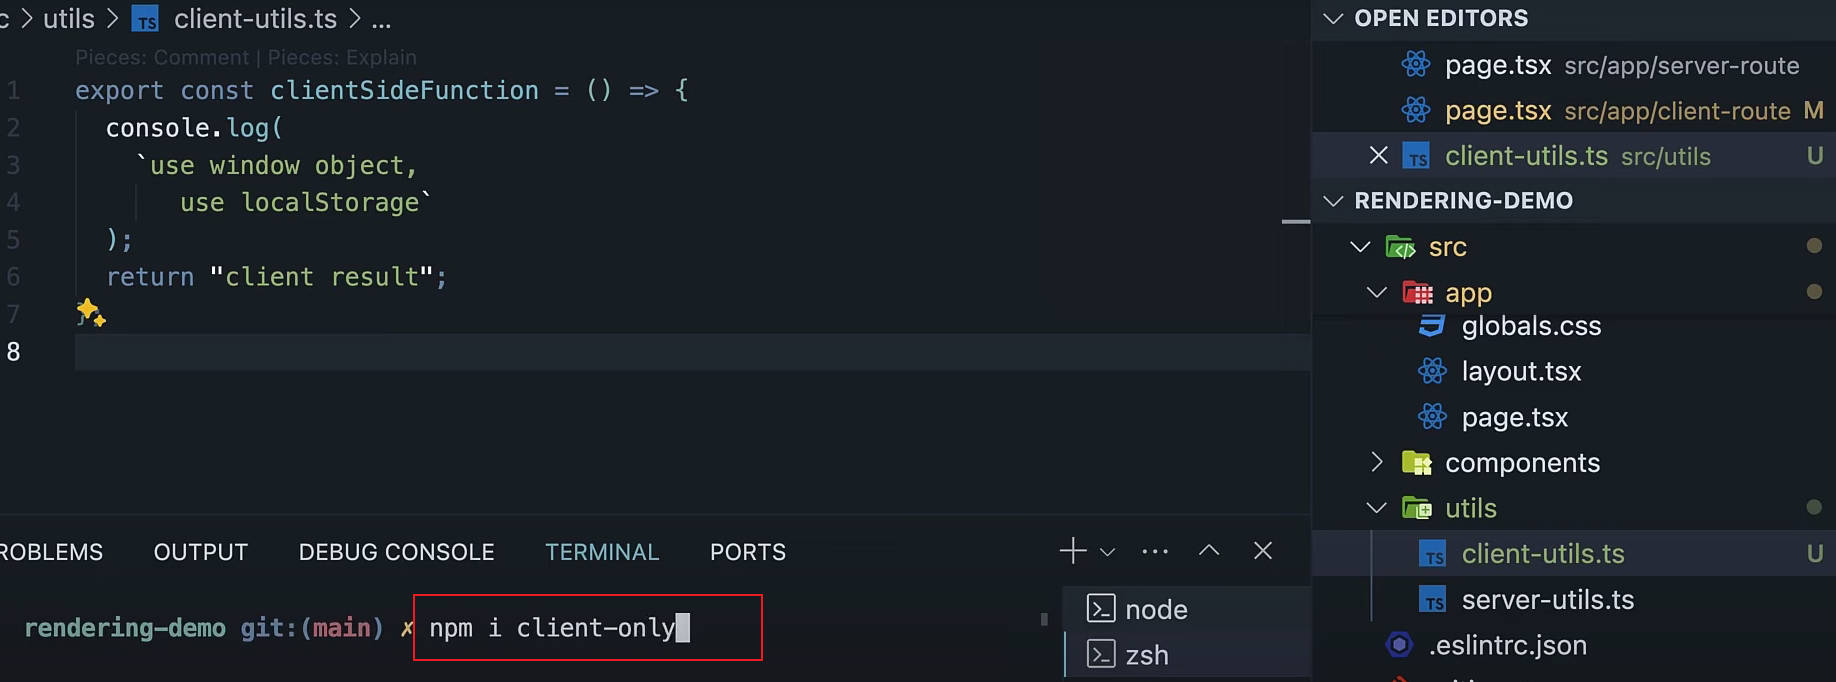 c > utils > TS client-utils.ts > ...
Pieces: Comment | Pieces: Explain
1 export const clientSideFunction = () => {
2 console.log(
3 `use window object,
4 use localStorage`
5 );
6 return "client result";
7
8
ROBLEMS OUTPUT DEBUG CONSOLE TERMINAL PORTS
rendering-demo git:(main) ✗ npm i client-only
node
zsh
OPEN EDITORS
page.tsx src/app/server-route
page.tsx src/app/client-route M
TS client-utils.ts src/utils U
RENDERING-DEMO
src
app
globals.css
layout.tsx
page.tsx
components
utils
TS client-utils.ts U
TS server-utils.ts
.eslintrc.json